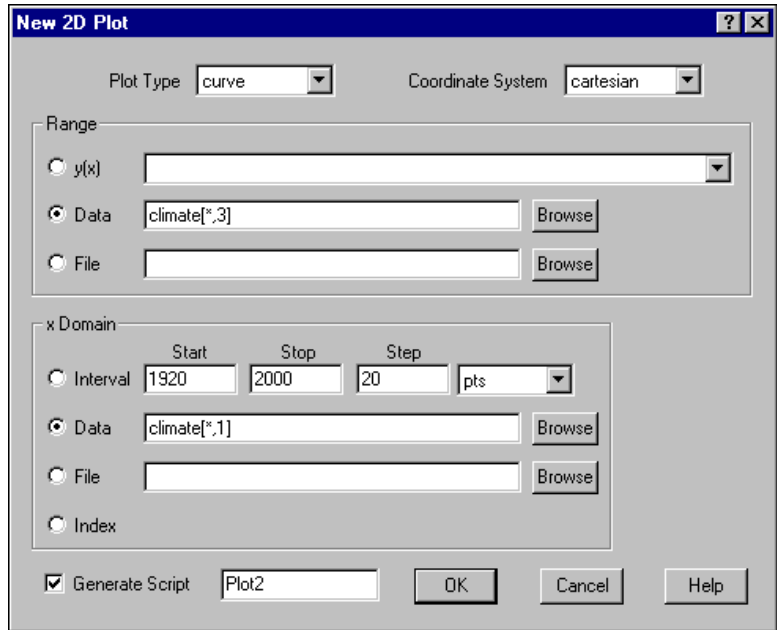 New 2D Plot
Plot Type curve Coordinate System cartesian
Range
y(x)
Data climate[*,3] Browse
File Browse
x Domain
Start Stop Step
Interval 1920 2000 20 pts
Data climate[*,1] Browse
File Browse
Index
Generate Script Plot2 OK Cancel Help